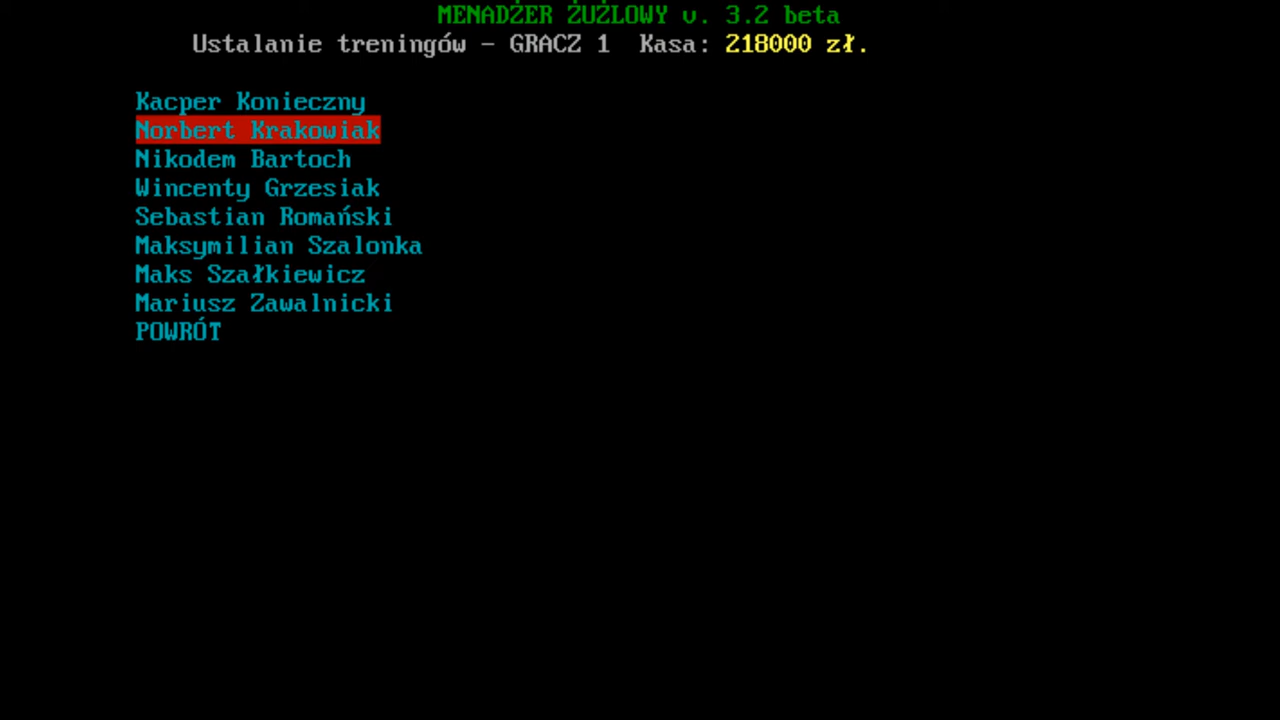 MENADŻER ŻUŻLOWY v. 3.2 beta
Ustalanie treningów - GRACZ 1 Kasa: 218000 zł.
Kacper Konieczny
Norbert Krakowiak
Nikodem Bartoch
Wincenty Grzesiak
Sebastian Romański
Maksymilian Szalonka
Maks Szałkiewicz
Mariusz Zawalnicki
POWRÓT